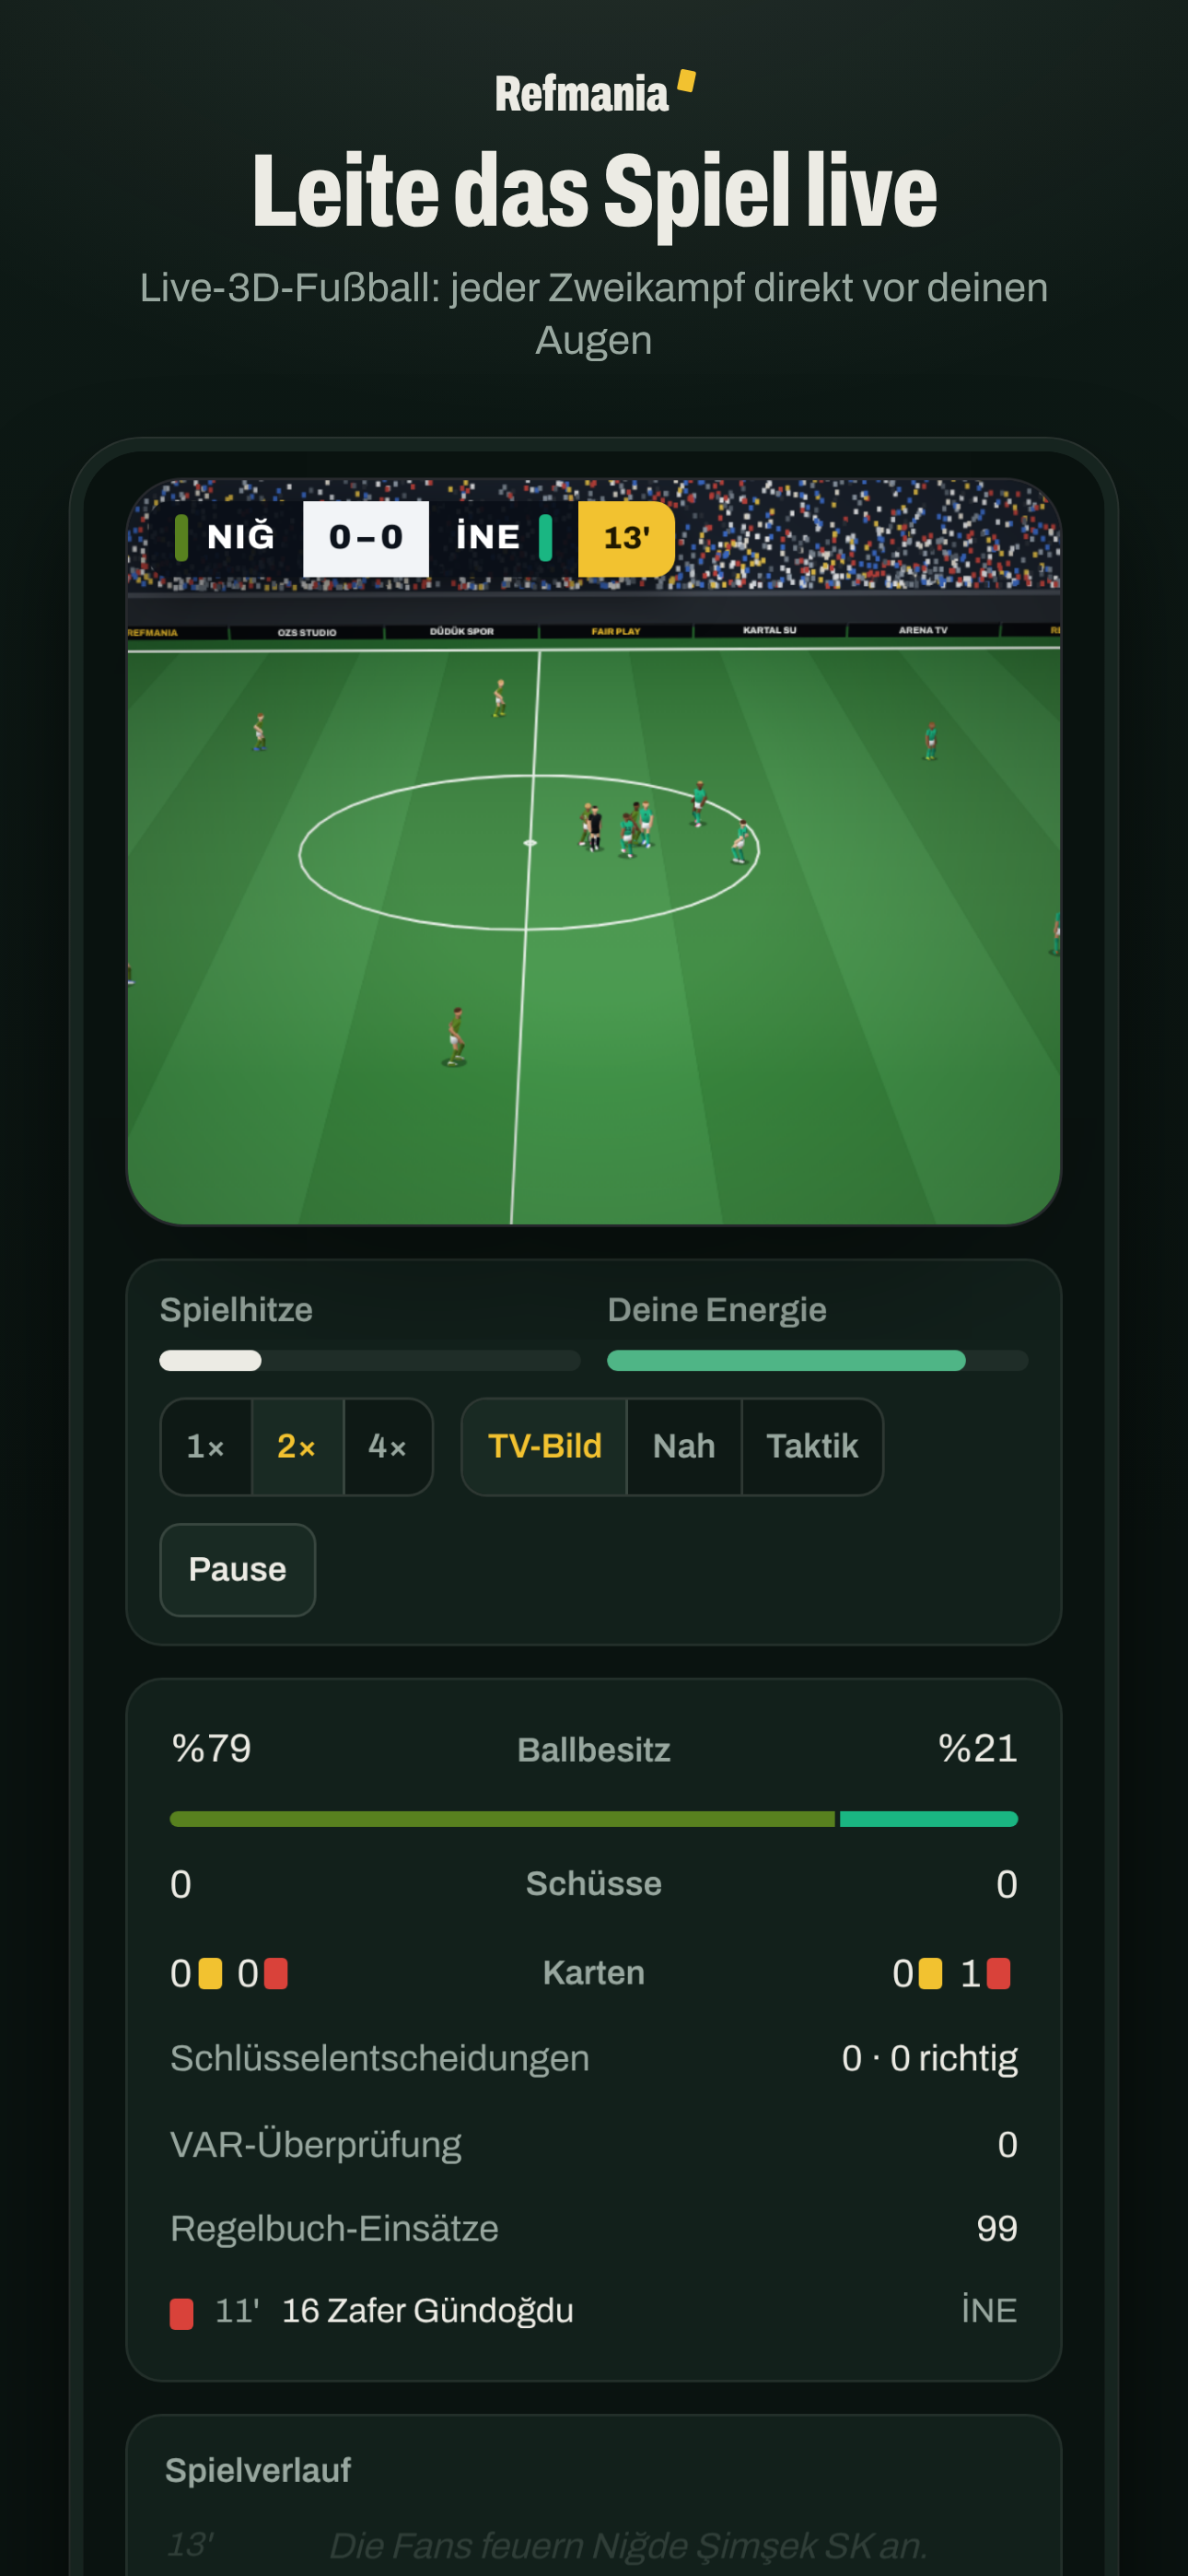 Refmania
Leite das Spiel live
Live-3D-Fußball: jeder Zweikampf direkt vor deinen
Augen
NIĞ 0–0 İNE 13'
REFMANIA OZS STUDIO DÜDÜK SPOR FAIR PLAY KARTAL SU ARENA TV RE
Spielhitze Deine Energie
1× 2× 4× TV-Bild Nah Taktik
Pause
%79 Ballbesitz %21
0 Schüsse 0
0 0 Karten 0 1
Schlüsselentscheidungen 0 · 0 richtig
VAR-Überprüfung 0
Regelbuch-Einsätze 99
11' 16 Zafer Gündoğdu İNE
Spielverlauf
13' Die Fans feuern Niğde Şimşek SK an.